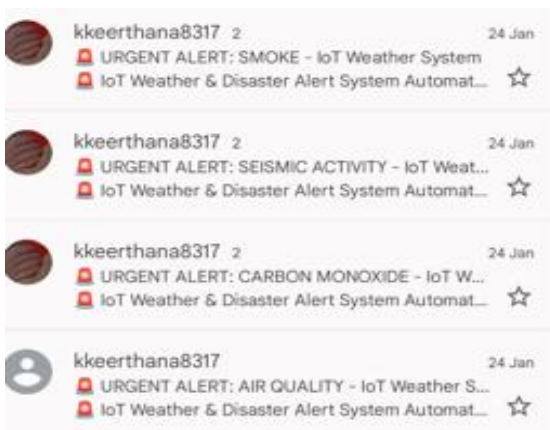 kkeerthana8317 2 24 Jan
🚨 URGENT ALERT: SMOKE - IoT Weather System
🚨 IoT Weather & Disaster Alert System Automat...
kkeerthana8317 2 24 Jan
🚨 URGENT ALERT: SEISMIC ACTIVITY - IoT Weat...
🚨 IoT Weather & Disaster Alert System Automat...
kkeerthana8317 2 24 Jan
🚨 URGENT ALERT: CARBON MONOXIDE - IoT W...
🚨 IoT Weather & Disaster Alert System Automat...
kkeerthana8317 24 Jan
🚨 URGENT ALERT: AIR QUALITY - IoT Weather S...
🚨 IoT Weather & Disaster Alert System Automat...